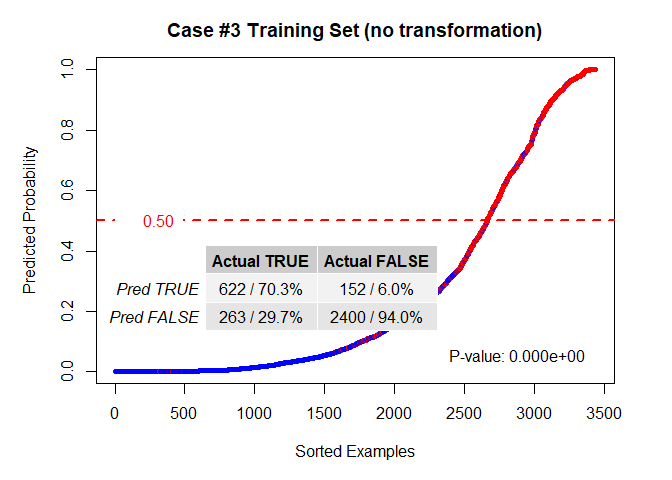 Case #3 Training Set (no transformation)
Predicted Probability
1.0
0.8
0.6
0.4
0.2
0.0
0.50
Actual TRUE Actual FALSE
Pred TRUE 622 / 70.3% 152 / 6.0%
Pred FALSE 263 / 29.7% 2400 / 94.0%
P-value: 0.000e+00
0 500 1000 1500 2000 2500 3000 3500
Sorted Examples